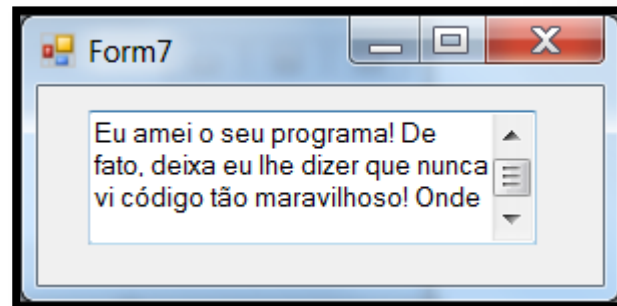 Form7
Eu amei o seu programa! De
fato, deixa eu lhe dizer que nunca
vi código tão maravilhoso! Onde